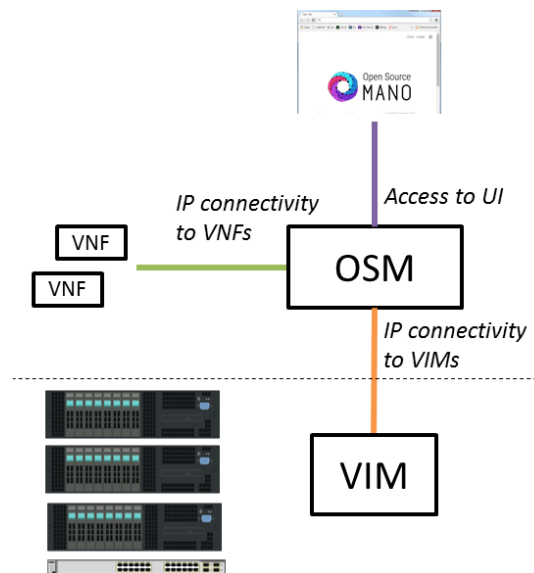 Open Source
MANO
Access to UI
IP connectivity
to VNFs
VNF
VNF
OSM
IP connectivity
to VIMs
VIM